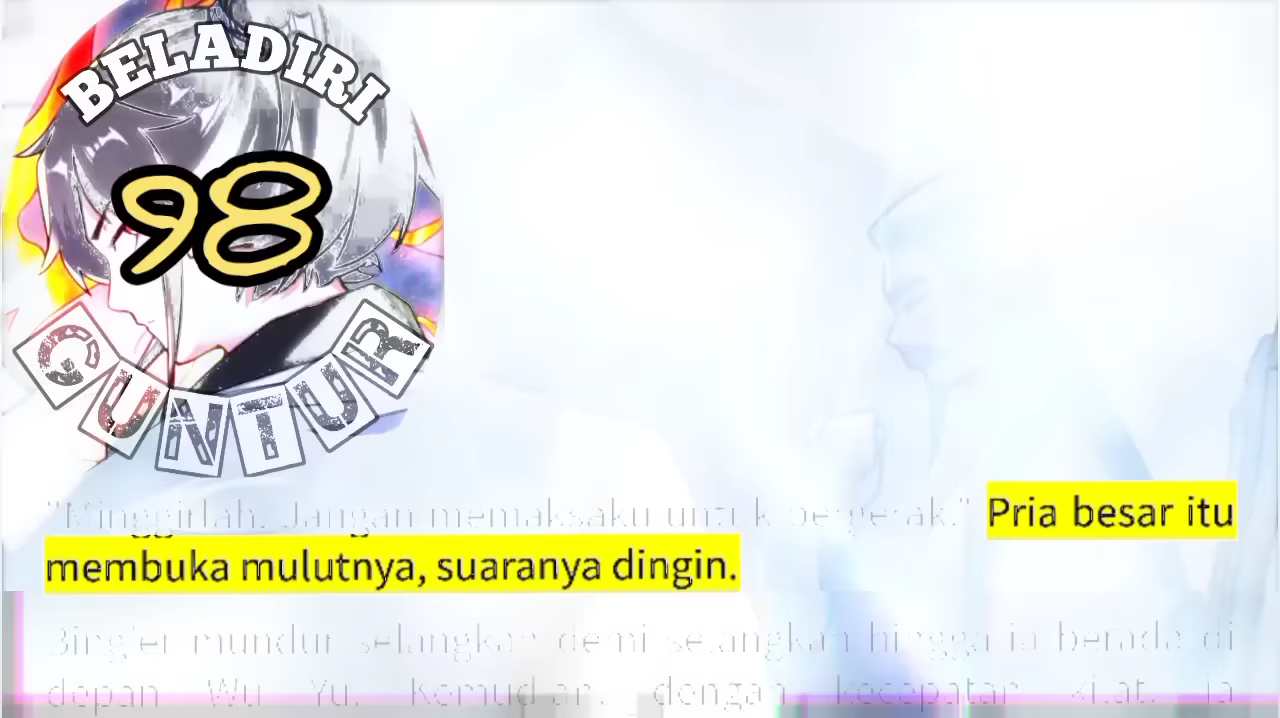 BELADIRI
98
GUNTUR
"Minggirlah. Jangan memaksaku untuk bergerak." Pria besar itu
membuka mulutnya, suaranya dingin.
Bing'er mundur selangkah demi selangkah hingga ia berada di
depan Wu Yu. Kemudian, dengan kecepatan kilat, ia